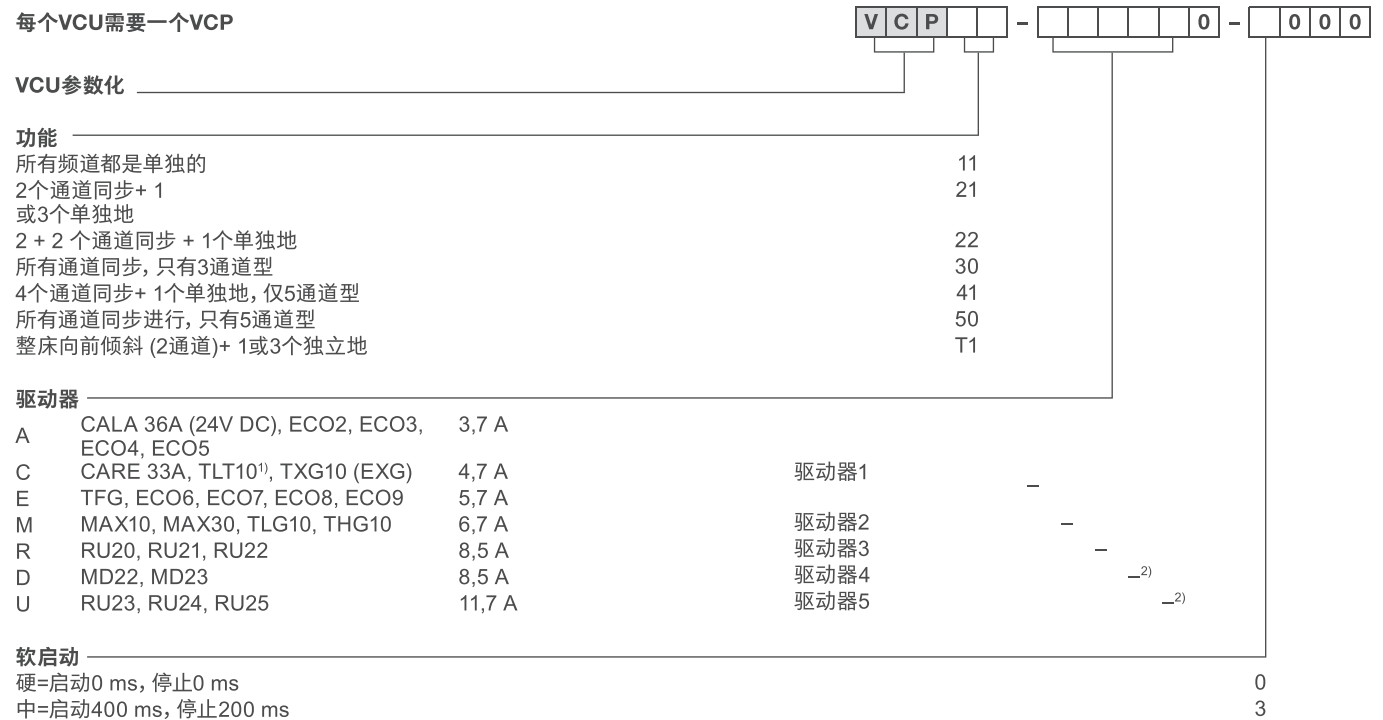 每个VCU需要一个VCP
V C P – 0 – 0 0 0
VCU参数化
功能
所有频道都是单独的 11
2个通道同步+ 1 21
或3个单独地
2 + 2 个通道同步 + 1个单独地 22
所有通道同步，只有3通道型 30
4个通道同步+ 1个单独地，仅5通道型 41
所有通道同步进行，只有5通道型 50
整床向前倾斜 (2通道)+ 1或3个独立地 T1
驱动器
A CALA 36A (24V DC), ECO2, ECO3, 3,7 A
ECO4, ECO5
C CARE 33A, TLT10¹⁾, TXG10 (EXG) 4,7 A 驱动器1 –
E TFG, ECO6, ECO7, ECO8, ECO9 5,7 A
M MAX10, MAX30, TLG10, THG10 6,7 A 驱动器2 –
R RU20, RU21, RU22 8,5 A 驱动器3 –
D MD22, MD23 8,5 A 驱动器4 –²⁾
U RU23, RU24, RU25 11,7 A 驱动器5 –²⁾
软启动
硬=启动0 ms，停止0 ms 0
中=启动400 ms，停止200 ms 3